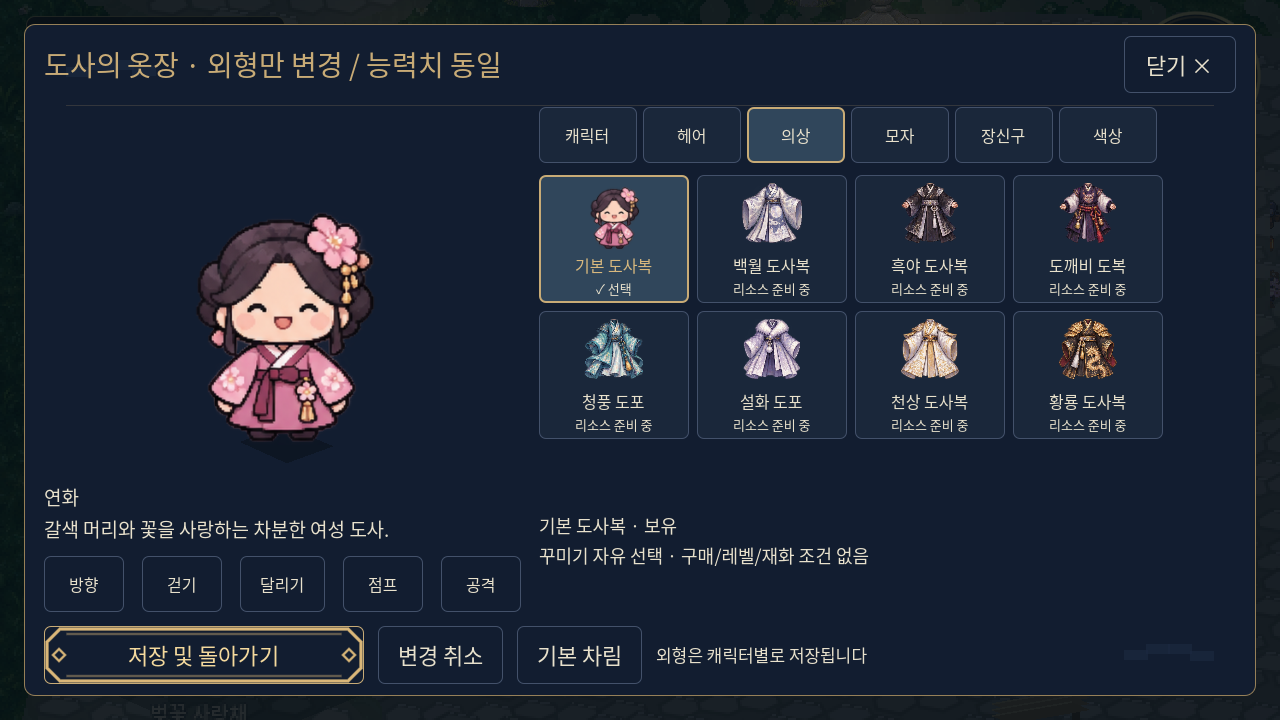 도사의 옷장 · 외형만 변경 / 능력치 동일
닫기 ×
캐릭터
헤어
의상
모자
장신구
색상
기본 도사복
✓ 선택
백월 도사복
리소스 준비 중
흑야 도사복
리소스 준비 중
도깨비 도복
리소스 준비 중
청풍 도포
리소스 준비 중
설화 도포
리소스 준비 중
천상 도사복
리소스 준비 중
황룡 도사복
리소스 준비 중
연화
갈색 머리와 꽃을 사랑하는 차분한 여성 도사.
기본 도사복 · 보유
꾸미기 자유 선택 · 구매/레벨/재화 조건 없음
방향
걷기
달리기
점프
공격
저장 및 돌아가기
변경 취소
기본 차림
외형은 캐릭터별로 저장됩니다